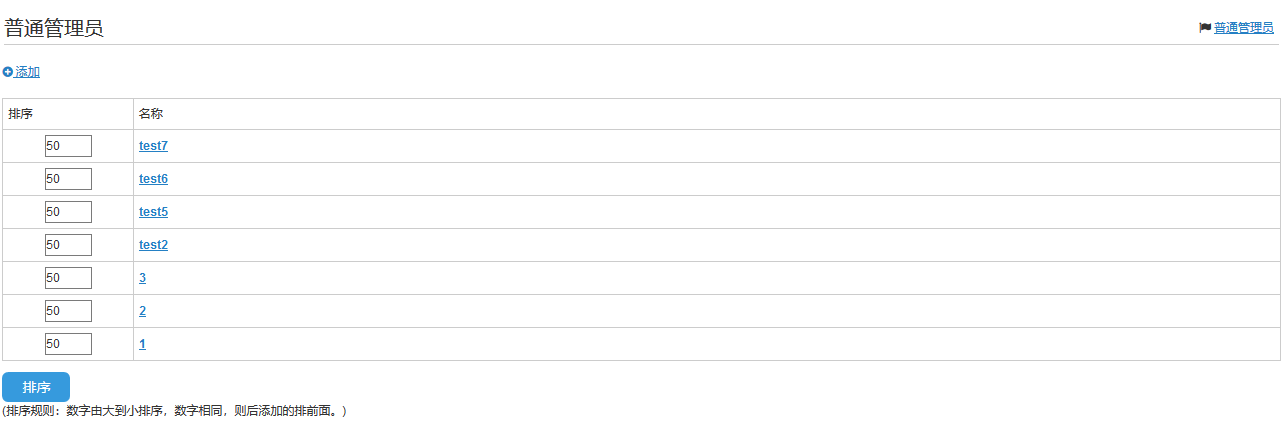 普通管理员
普通管理员
添加
排序 名称
50 test7
50 test6
50 test5
50 test2
50 3
50 2
50 1
排序
(排序规则：数字由大到小排序，数字相同，则后添加的排前面。)